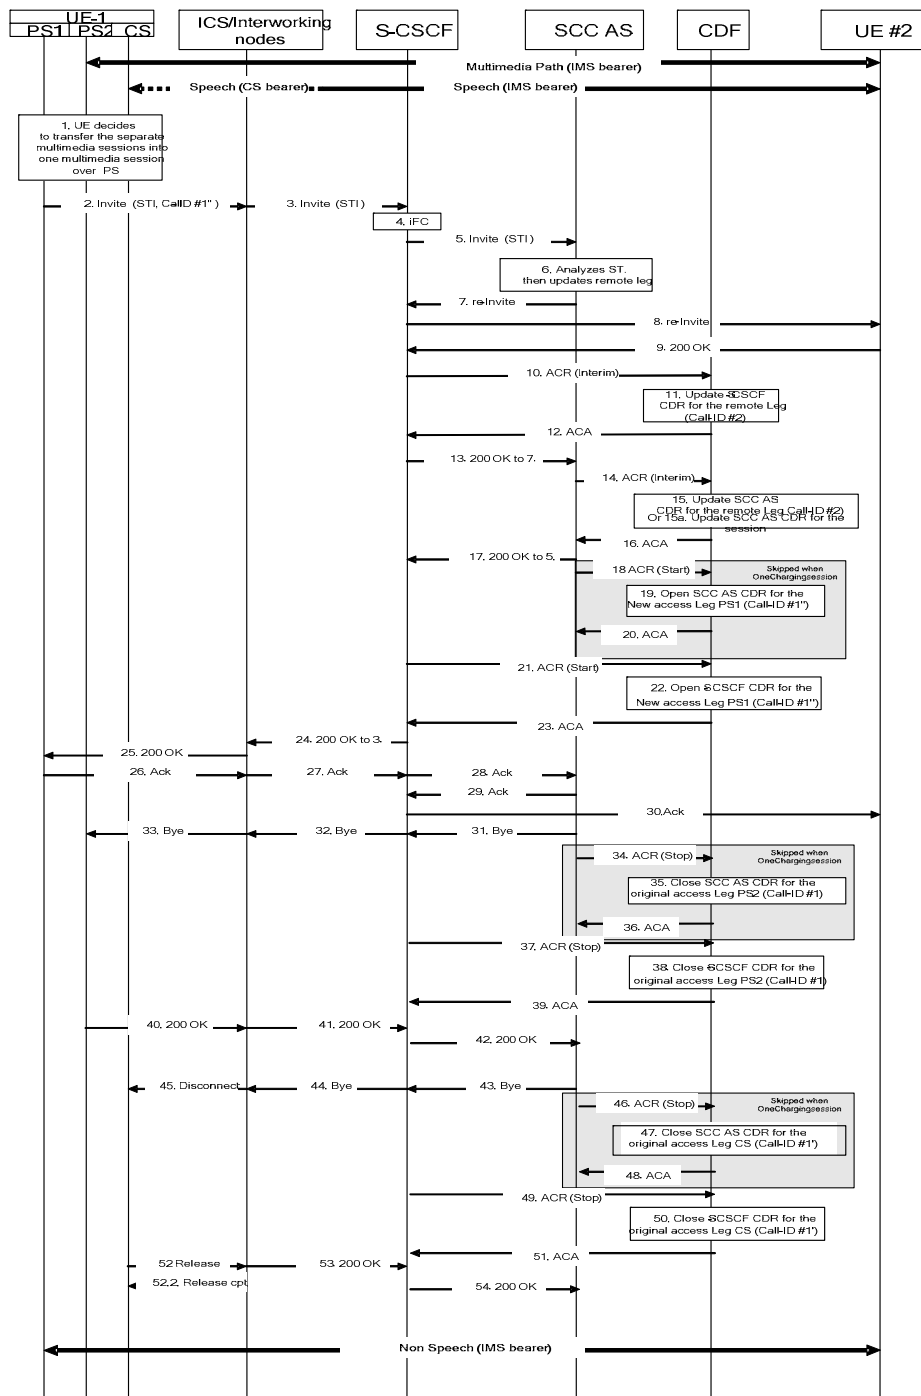 UE-1
PS1 PS2 CS
ICS/Interworking
nodes
S-CSCF
SCC AS
CDF
UE #2
Multimedia Path (IMS bearer)
Speech (CS bearer)
Speech (IMS bearer)
1. UE decides
to transfer the separate
multimedia sessions into
one multimedia session
over PS
2. Invite (STI, CallD #1")
3. Invite (STI)
4. iFC
5. Invite (STI)
6. Analyzes ST.
then updates remote leg
7. re-Invite
8. re-Invite
9. 200 OK
10. ACR (Interim)
11. Update S-CSCF
CDR for the remote Leg
(Call-ID #2)
12. ACA
13. 200 OK to 7.
14. ACR (Interim)
15. Update SCC AS
CDR for the remote Leg Call-ID #2)
Or 15a. Update SCC AS CDR for the
session
16. ACA
17. 200 OK to 5.
18 ACR (Start)
Skipped when
OneChargingsession
19. Open SCC AS CDR for the
New access Leg PS1 (Call-ID #1")
20. ACA
21. ACR (Start)
22. Open S-CSCF CDR for the
New access Leg PS1 (Call-ID #1")
23. ACA
24. 200 OK to 3.
25. 200 OK
26. Ack
27. Ack
28. Ack
29. Ack
30.Ack
33. Bye
32. Bye
31. Bye
34. ACR (Stop)
Skipped when
OneChargingsession
35. Close SCC AS CDR for the
original access Leg PS2 (Call-ID #1)
36. ACA
37. ACR (Stop)
38. Close S-CSCF CDR for the
original access Leg PS2 (Call-ID #1)
39. ACA
40. 200 OK
41. 200 OK
42. 200 OK
45. Disconnect
44. Bye
43. Bye
46. ACR (Stop)
Skipped when
OneChargingsession
47. Close SCC AS CDR for the
original access Leg CS (Call-ID #1')
48. ACA
49. ACR (Stop)
50. Close S-CSCF CDR for the
original access Leg CS (Call-ID #1')
51. ACA
52 Release
53. 200 OK
52.2. Release cpt
54. 200 OK
Non Speech (IMS bearer)